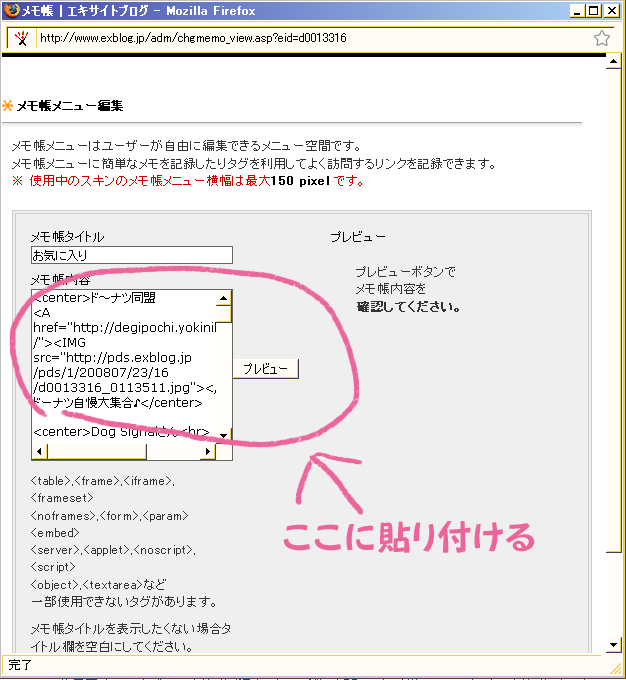 メモ帳 | エキサイトブログ - Mozilla Firefox
http://www.exblog.jp/adm/chgmemo_view.asp?eid=d0013316
メモ帳メニュー編集
メモ帳メニューはユーザーが自由に編集できるメニュー空間です。
メモ帳メニューに簡単なメモを記録したりタグを利用してよく訪問するリンクを記録できます。
※ 使用中のスキンのメモ帳メニュー横幅は最大150 pixelです。
メモ帳タイトル
お気に入り
メモ帳内容
<center>ド～ナツ同盟
<A
href="http://degipochi.yokinil
/"><IMG
src="http://pds.exblog.jp
/pds/1/200807/23/16
/d0013316_0113511.jpg"><,
ドーナツ自慢大集合♪</center>
<center>Dog Signalさん<br>
プレビュー
プレビュー
プレビューボタンで
メモ帳内容を
確認してください。
ここに貼り付ける
<table>,<frame>,<iframe>,
<frameset>
<noframes>,<form>,<param>
<embed>
<server>,<applet>,<noscript>,
<script>
<object>,<textarea>など
一部使用できないタグがあります。
メモ帳タイトルを表示したくない場合タ
イトル欄を空白にしてください。
完了